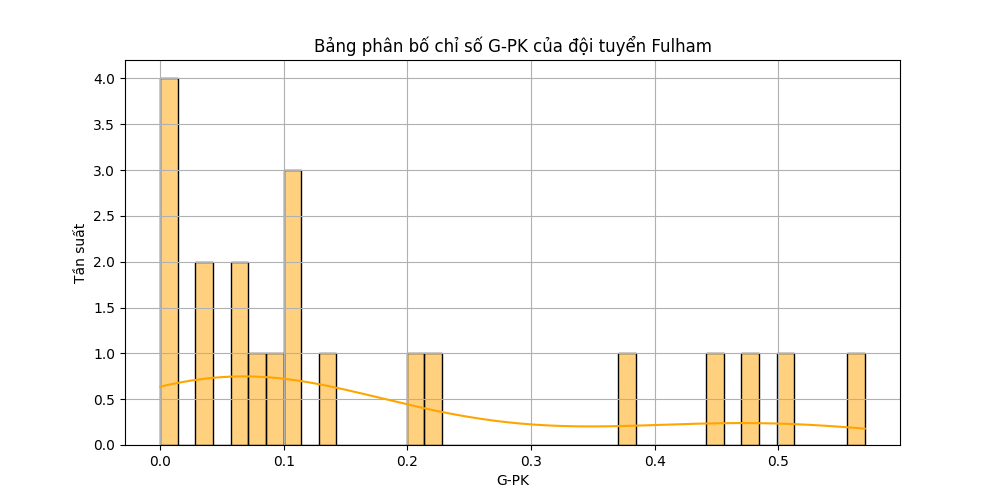 Bảng phân bố chỉ số G-PK của đội tuyển Fulham
4.0
3.5
3.0
2.5
2.0
1.5
1.0
0.5
0.0
Tần suất
0.0 0.1 0.2 0.3 0.4 0.5
G-PK